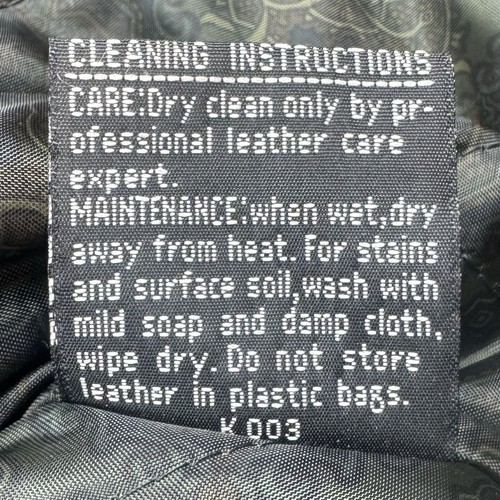 CLEANING INSTRUCTIONS
CARE:Dry clean only by pr-
ofessional leather care
expert.
MAINTENANCE:when wet,dry
away from heat. For stains
and surface soil,wash with
mild soap and damp cloth,
wipe dry. Do not store
leather in plastic bags.
K 003